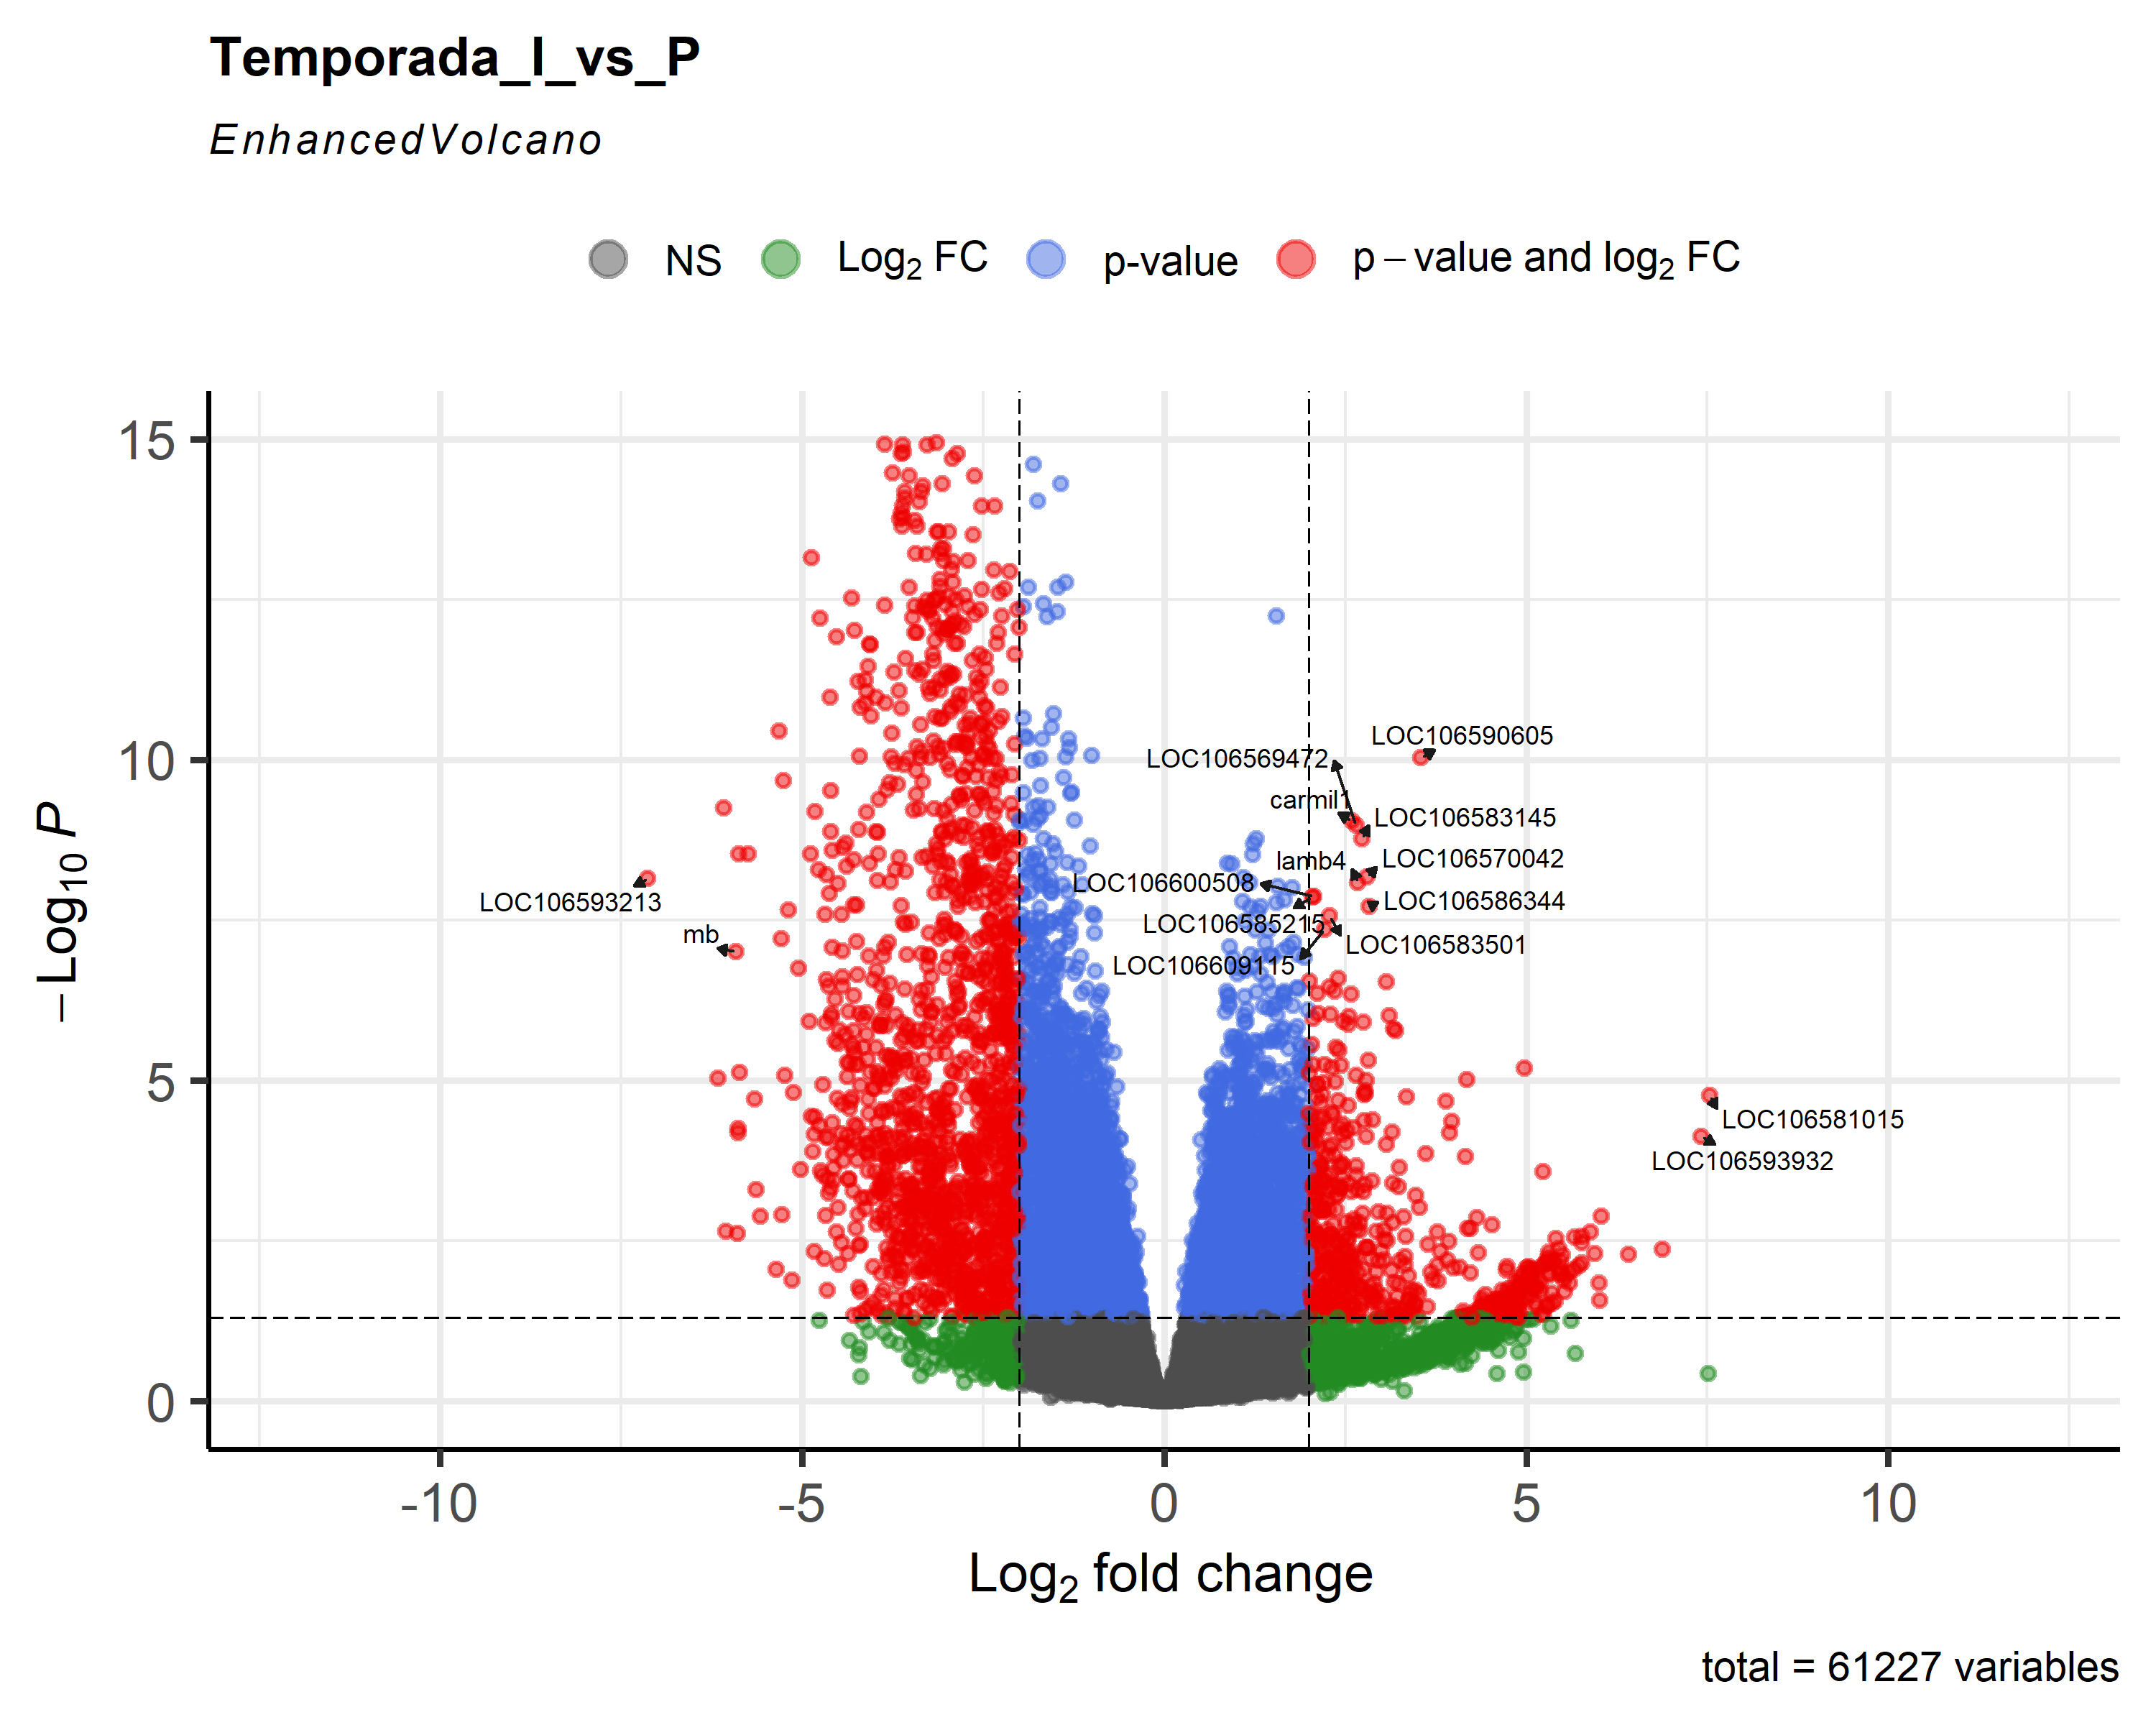 Temporada_I_vs_P
EnhancedVolcano
NS Log2 FC p-value p – value and log2 FC
15
10
5
0
–Log10 P
LOC106590605
LOC106569472
carmil1
LOC106583145
lamb4
LOC106570042
LOC106600508
LOC106593213
LOC106586344
LOC106585215
mb
LOC106583501
LOC106609115
LOC106581015
LOC106593932
-10 -5 0 5 10
Log2 fold change
total = 61227 variables